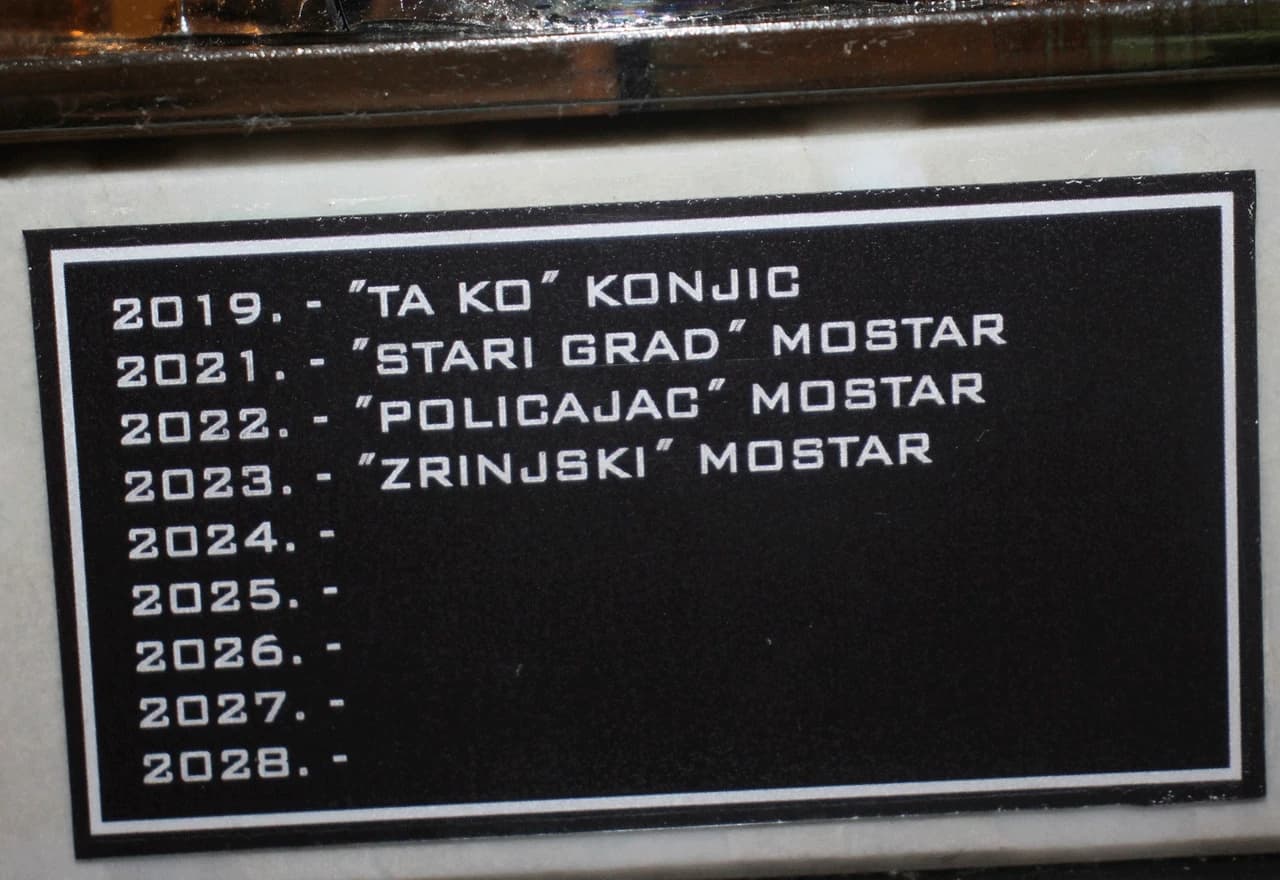 2019. - "TA KO" KONJIC
2021. - "STARI GRAD" MOSTAR
2022. - "POLICAJAC" MOSTAR
2023. - "ZRINJSKI" MOSTAR
2024. -
2025. -
2026. -
2027. -
2028. -